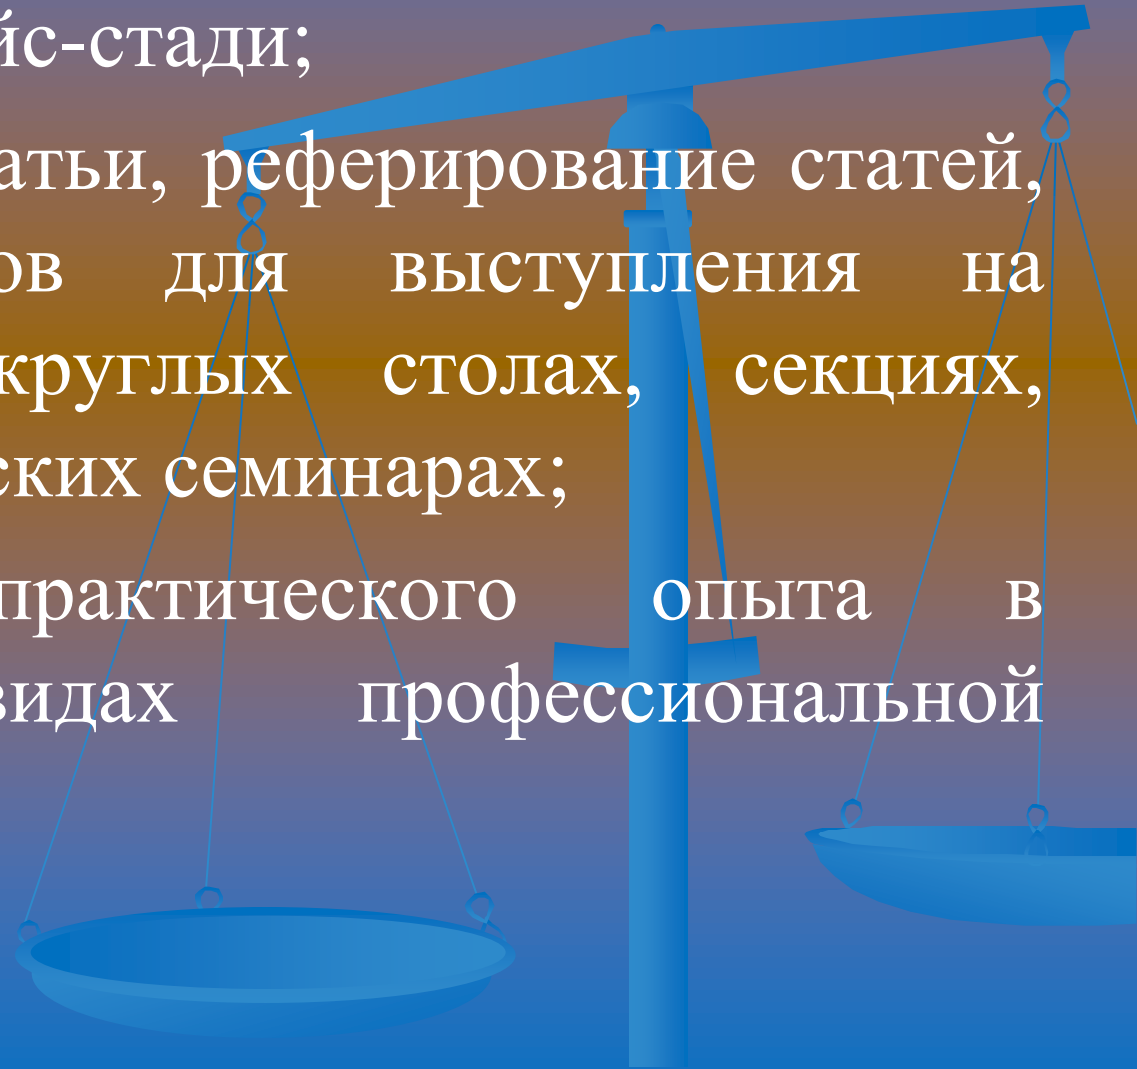 йс-стади;
атьи, реферирование статей,
ов для выступления на
круглых столах, секциях,
ских семинарах;
практического опыта в
видах профессиональной